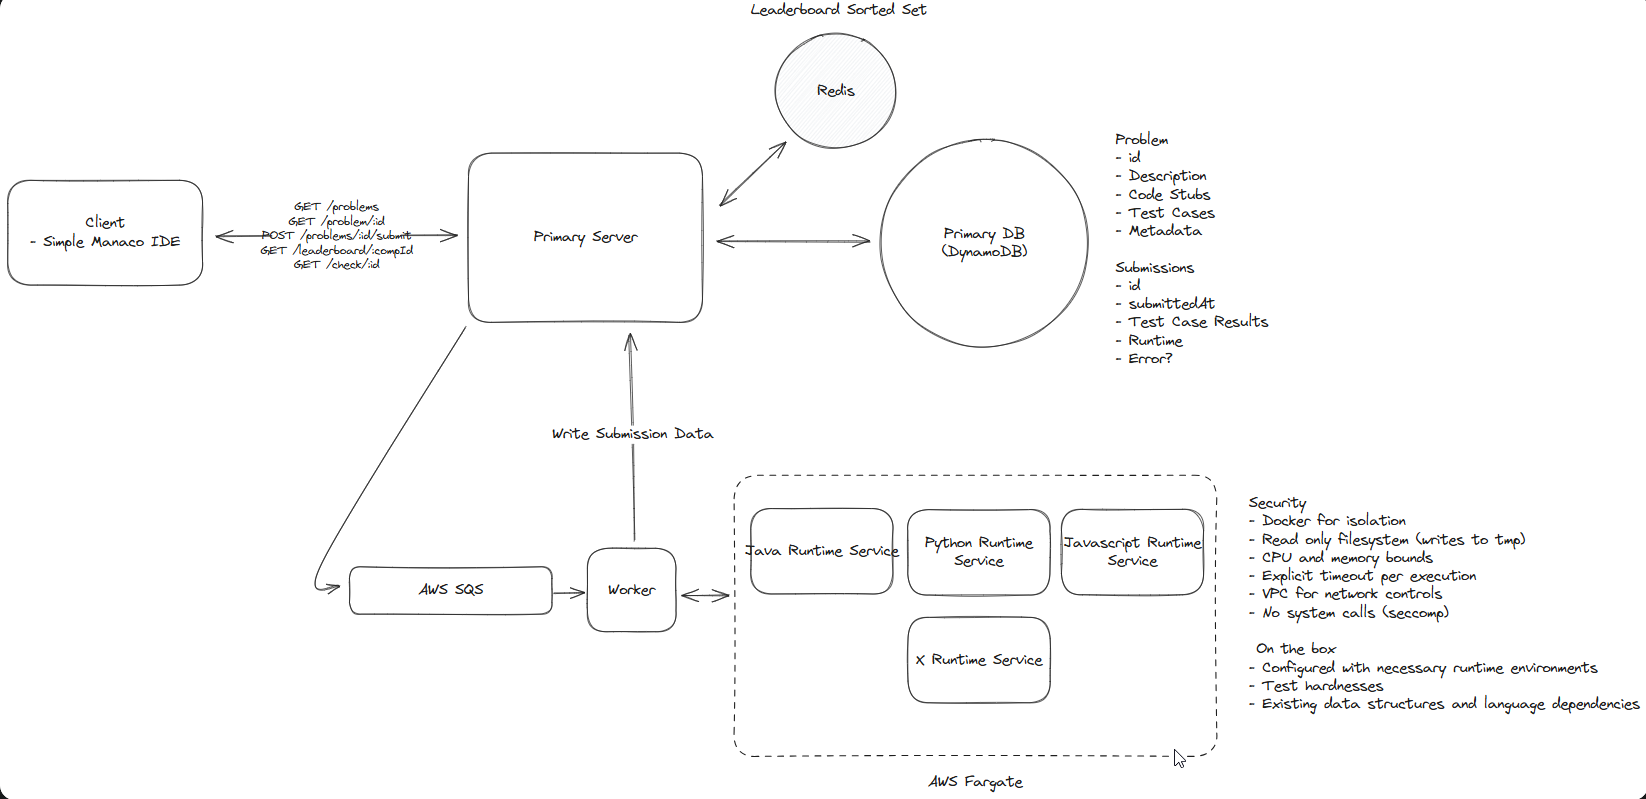 Leaderboard Sorted Set
Redis
Client
- Simple Manaco IDE
GET /problems
GET /problem/:id
POST /problems/:id/submit
GET /leaderboard/:compId
GET /check/:id
Primary Server
Primary DB
(DynamoDB)
Problem
- id
- Description
- Code Stubs
- Test Cases
- Metadata
Submissions
- id
- submittedAt
- Test Case Results
- Runtime
- Error?
Write Submission Data
AWS SQS
Worker
Java Runtime Service
Python Runtime
Service
Javascript Runtime
Service
X Runtime Service
AWS Fargate
Security
- Docker for isolation
- Read only filesystem (writes to tmp)
- CPU and memory bounds
- Explicit timeout per execution
- VPC for network controls
- No system calls (seccomp)
On the box
- Configured with necessary runtime environments
- Test hardnesses
- Existing data structures and language dependencies